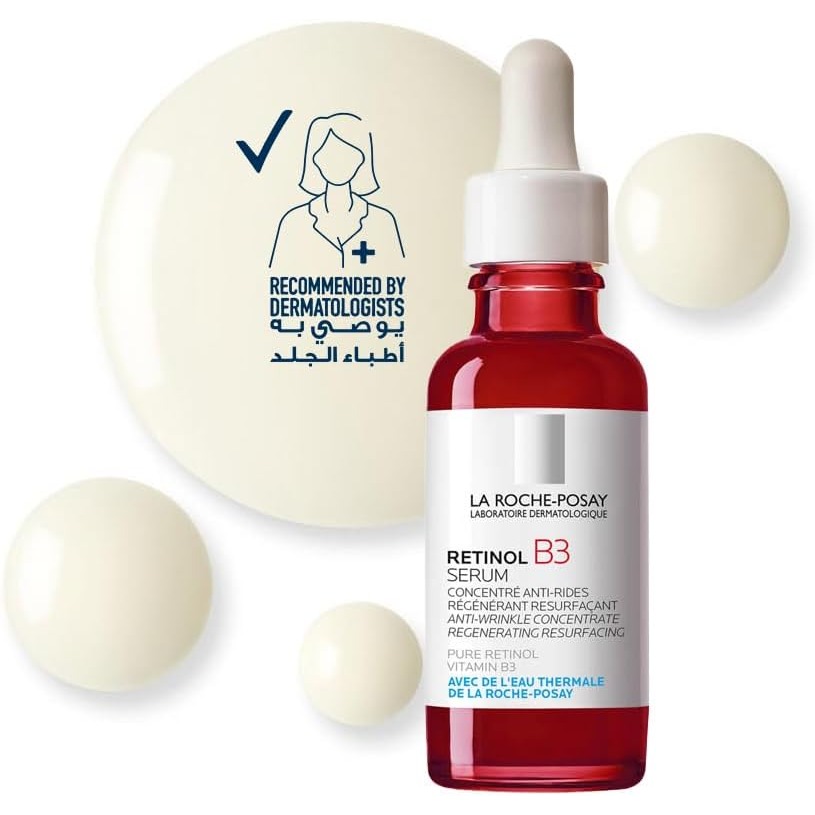 RECOMMENDED BY
DERMATOLOGISTS
يوصي به
أطباء الجلد
LA ROCHE-POSAY
LABORATOIRE DERMATOLOGIQUE
RETINOL B3
SERUM
CONCENTRÉ ANTI-RIDES
RÉGÉNÉRANT RESURFAÇANT
ANTI-WRINKLE CONCENTRATE
REGENERATING RESURFACING
PURE RETINOL
VITAMIN B3
AVEC DE L'EAU THERMALE
DE LA ROCHE-POSAY